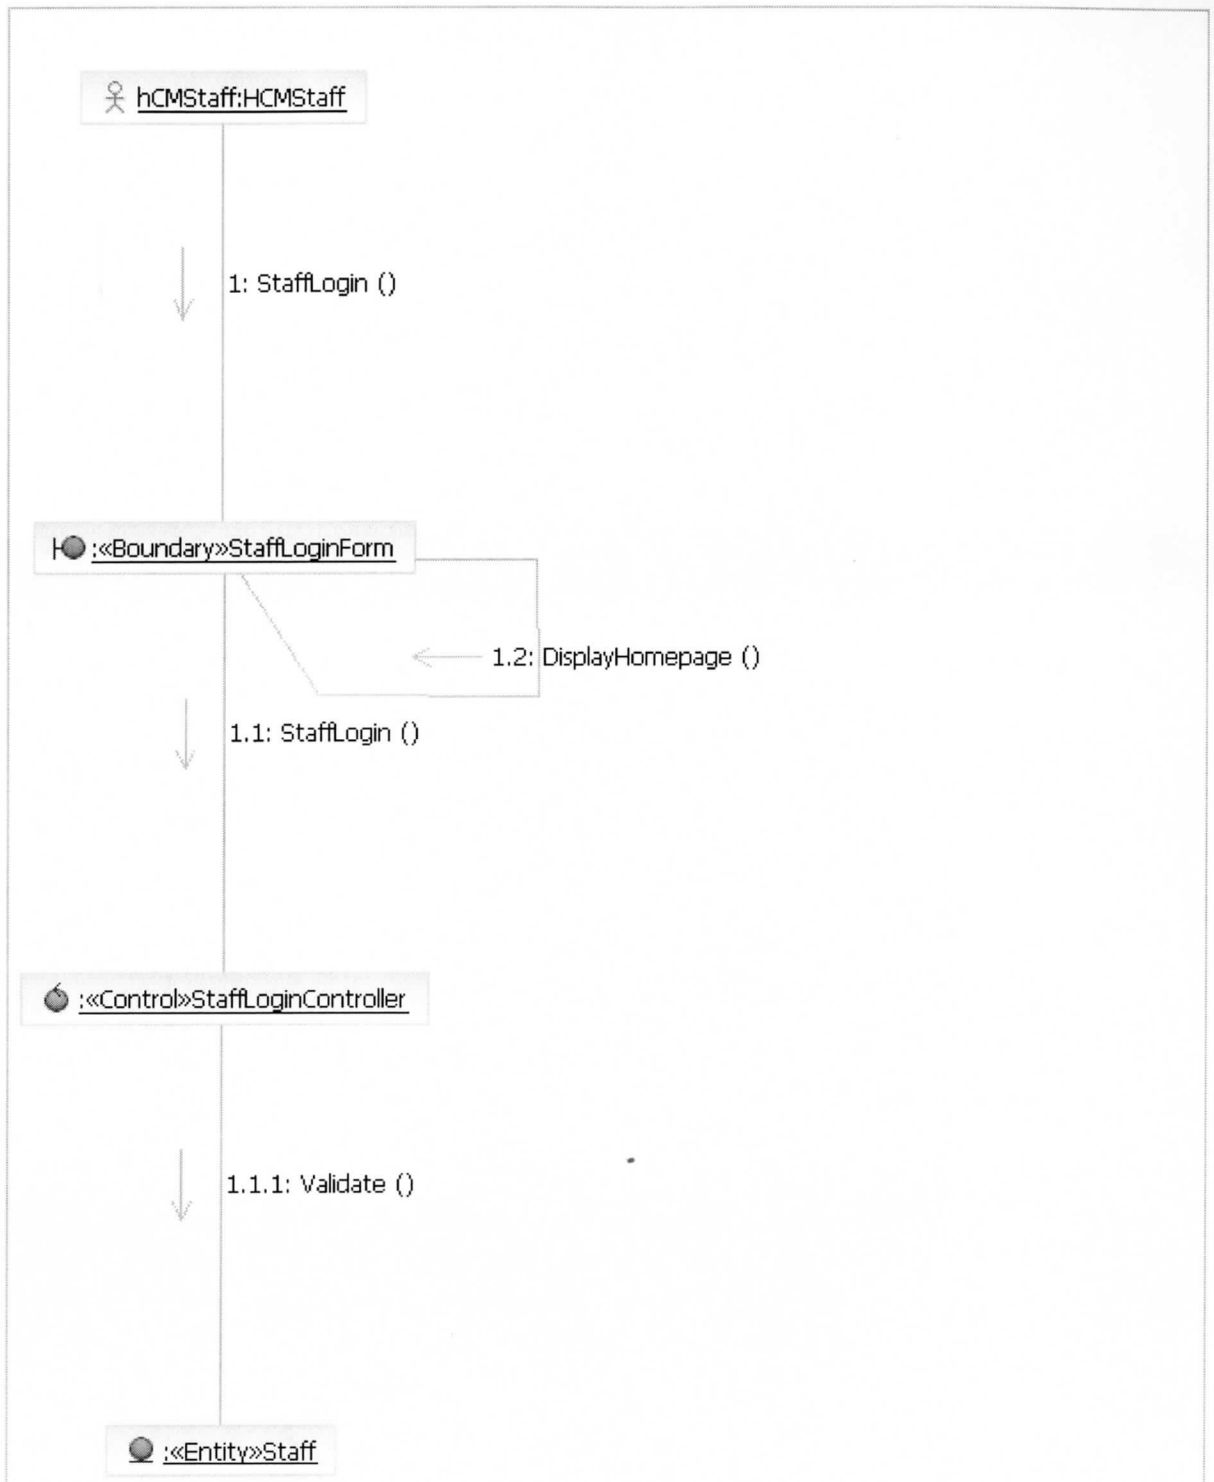 hCMStaff:HCMStaff
1: StaffLogin ()
:«Boundary»StaffLoginForm
1.2: DisplayHomepage ()
1.1: StaffLogin ()
:«Control»StaffLoginController
1.1.1: Validate ()
:«Entity»Staff